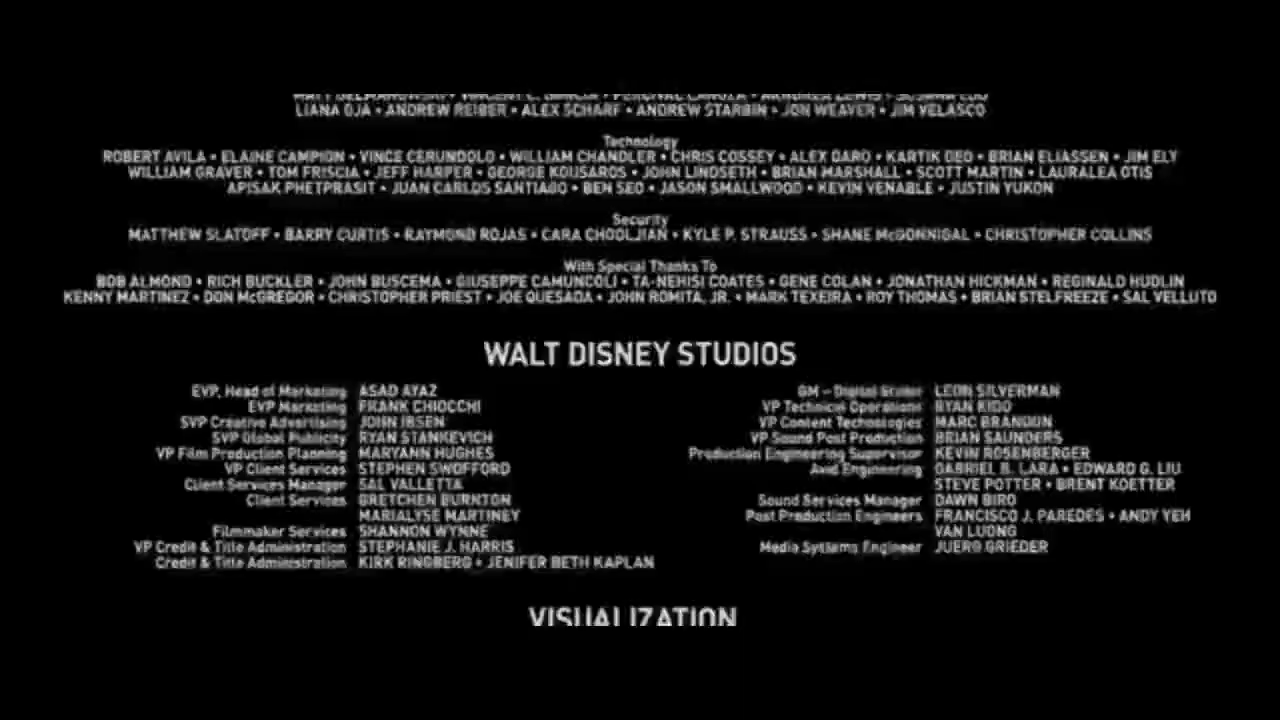 LIANA OJA • ANDREW REIBER • ALEX SCHARF • ANDREW STARBIN • JON WEAVER • JIM VELASCO
Technology
ROBERT AVILA • ELAINE CAMPION • VINCE CERUNDOLO • WILLIAM CHANDLER • CHRIS COSSEY • ALEX GARO • KARTIK DEO • BRIAN ELIASSEN • JIM ELY
WILLIAM GRAVER • TOM FRISCIA • JEFF HARPER • GEORGE KOUSAROS • JOHN LINDSETH • BRIAN MARSHALL • SCOTT MARTIN • LAURALEA OTIS
APISAK PHETPRASIT • JUAN CARLOS SANTIAGO • BEN SEO • JASON SMALLWOOD • KEVIN VENABLE • JUSTIN YUKON
Security
MATTHEW SLATOFF • BARRY CURTIS • RAYMOND ROJAS • CARA CHOOLJIAN • KYLE P. STRAUSS • SHANE McGONNIGAL • CHRISTOPHER COLLINS
With Special Thanks To
BOB ALMOND • RICH BUCKLER • JOHN BUSCEMA • GIUSEPPE CAMUNCOLI • TA-NEHISI COATES • GENE COLAN • JONATHAN HICKMAN • REGINALD HUDLIN
KENNY MARTINEZ • DON McGREGOR • CHRISTOPHER PRIEST • JOE QUESADA • JOHN ROMITA, JR. • MARK TEXEIRA • ROY THOMAS • BRIAN STELFREEZE • SAL VELLUTO
WALT DISNEY STUDIOS
EVP, Head of Marketing ASAD AYAZ
EVP Marketing FRANK CHIOCCHI
SVP Creative Advertising JOHN IBSEN
SVP Global Publicity RYAN STANKEVICH
VP Film Production Planning MARYANN HUGHES
VP Client Services STEPHEN SWOFFORD
Client Services Manager SAL VALLETTA
Client Services GRETCHEN BURNTON
MARIALYSE MARTINEY
Filmmaker Services SHANNON WYNNE
VP Credit & Title Administration STEPHANIE J. HARRIS
Credit & Title Administration KIRK RINGBERG • JENIFER BETH KAPLAN
GM – Digital Studio LEON SILVERMAN
VP Technical Operations RYAN KIDO
VP Content Technologies MARC BRANDON
VP Sound Post Production BRIAN SAUNDERS
Production Engineering Supervisor KEVIN ROSENBERGER
Avid Engineering GABRIEL B. LARA • EDWARD G. LIU
STEVE POTTER • BRENT KOETTER
Sound Services Manager DAWN BIRO
Post Production Engineers FRANCISCO J. PAREDES • ANDY YEH
VAN LUONG
Media Systems Engineer JUERG GRIEDER
VISUALIZATION